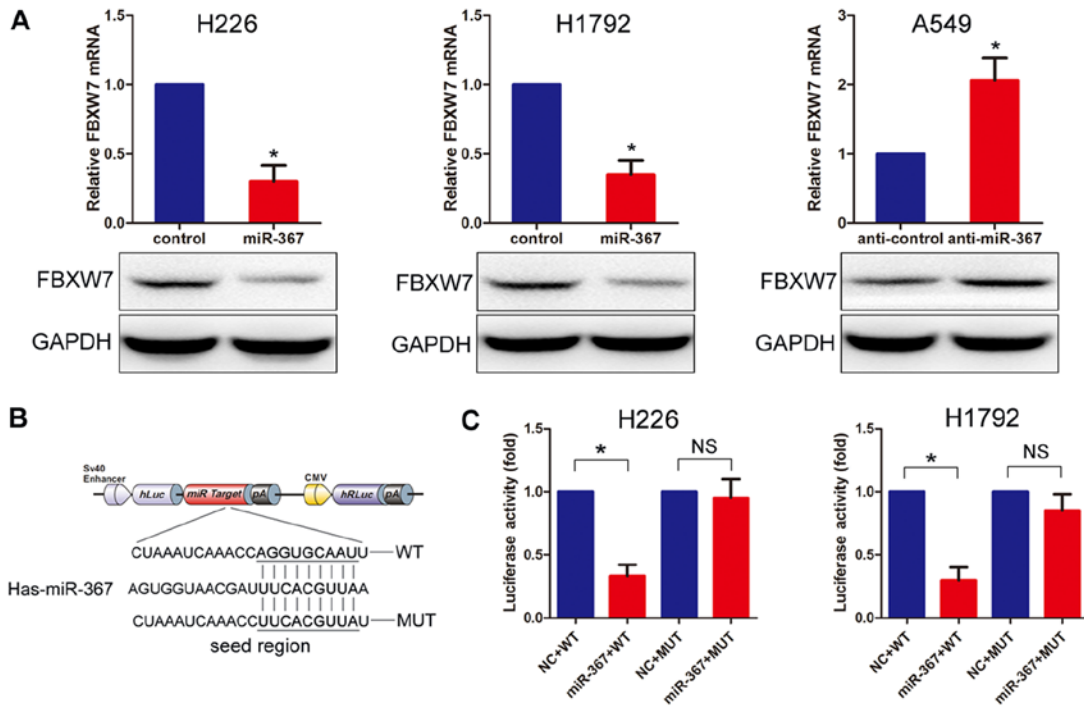 A
H226
Relative FBXW7 mRNA
1.5
1.0
0.5
0.0
*
control miR-367
FBXW7
GAPDH
H1792
Relative FBXW7 mRNA
1.5
1.0
0.5
0.0
*
control miR-367
FBXW7
GAPDH
A549
Relative FBXW7 mRNA
3
2
1
0
*
anti-control anti-miR-367
FBXW7
GAPDH
B
Sv40
Enhancer
hLuc miR Target pA CMV hRLuc pA
CUAAAUCAAACCAGGUGCAAUU WT
Has-miR-367 AGUGGUAACGAUUUCACGUUAA
CUAAAUCAAACCUUCACGUUAU MUT
seed region
C
H226
Luciferase activity (fold)
1.5
1.0
0.5
0.0
* NS
NC+WT miR-367+WT NC+MUT miR-367+MUT
H1792
Luciferase activity (fold)
1.5
1.0
0.5
0.0
* NS
NC+WT miR-367+WT NC+MUT miR-367+MUT